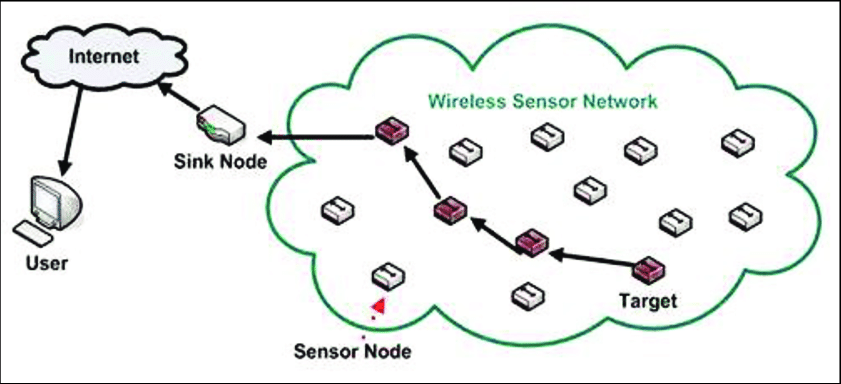 Internet
Wireless Sensor Network
Sink Node
User
Target
Sensor Node